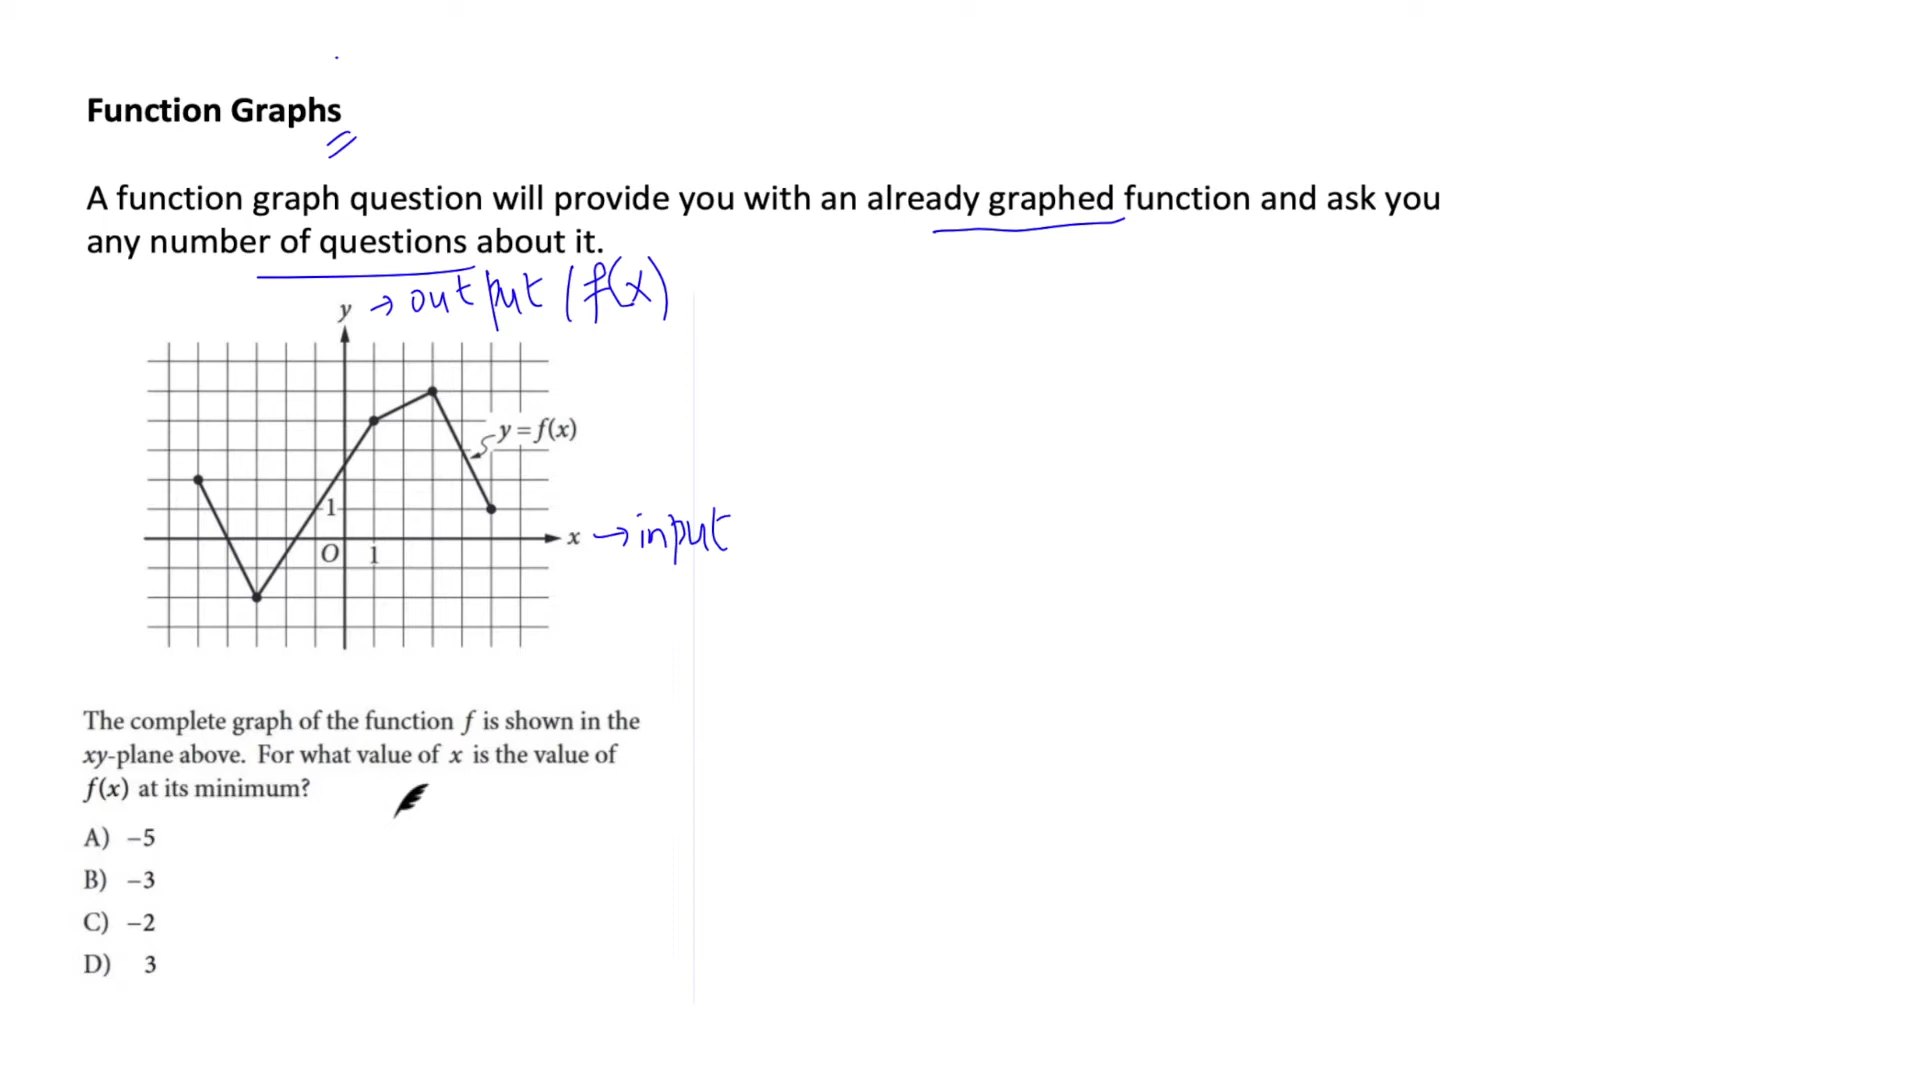 Function Graphs
A function graph question will provide you with an already graphed function and ask you
any number of questions about it.
y → output (f(x)
y = f(x)
1
x → input
O 1
The complete graph of the function f is shown in the
xy-plane above. For what value of x is the value of
f(x) at its minimum?
A) −5
B) −3
C) −2
D) 3